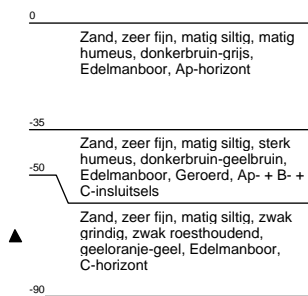 0
Zand, zeer fijn, matig siltig, matig
humeus, donkerbruin-grijs,
Edelmanboor, Ap-horizont
-35
Zand, zeer fijn, matig siltig, sterk
humeus, donkerbruin-geelbruin,
Edelmanboor, Geroerd, Ap- + B- +
C-insluitsels
-50
Zand, zeer fijn, matig siltig, zwak
grindig, zwak roesthoudend,
geeloranje-geel, Edelmanboor,
C-horizont
-90